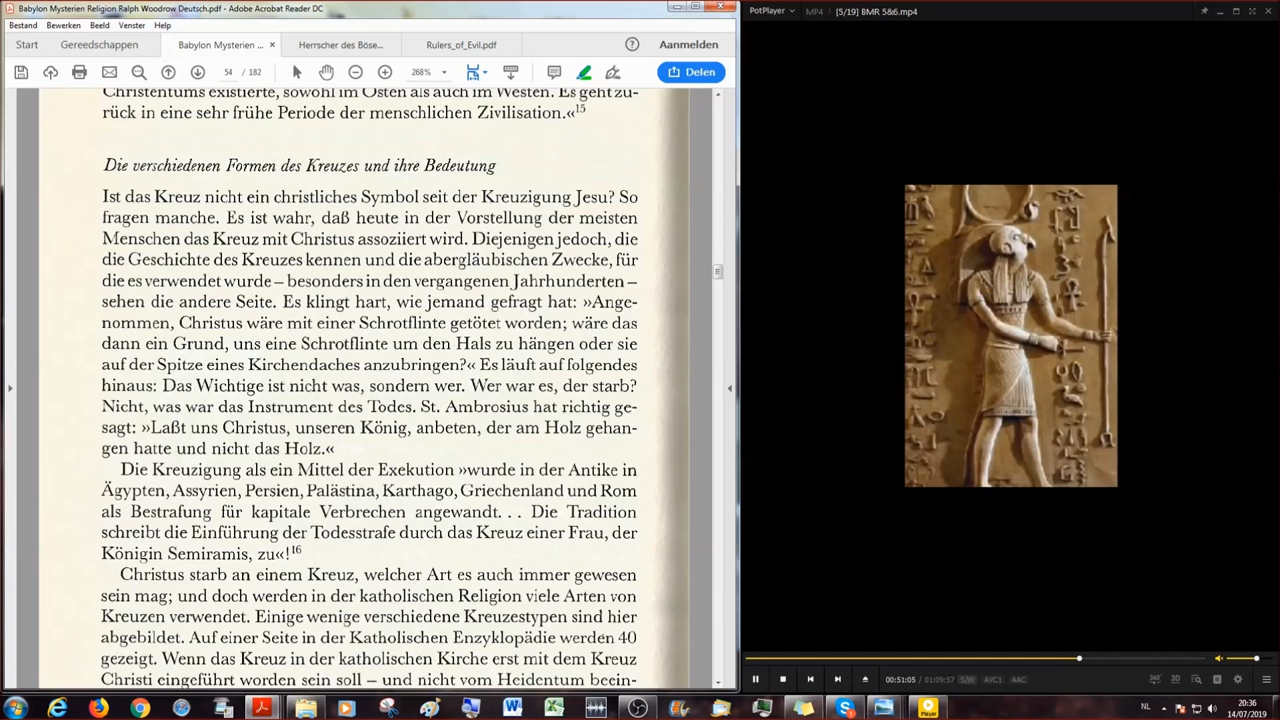 Babylon Mysterien Religion Ralph Woodrow Deutsch.pdf - Adobe Acrobat Reader DC
Bestand Bewerken Beeld Venster Help
Start Gereedschappen Babylon Mysterien ... × Herrscher des Böse... Rulers_of_Evil.pdf Aanmelden
54 / 182 268% Delen
Christentums existierte, sowohl im Osten als auch im Westen. Es geht zu-
rück in eine sehr frühe Periode der menschlichen Zivilisation.«15
Die verschiedenen Formen des Kreuzes und ihre Bedeutung
Ist das Kreuz nicht ein christliches Symbol seit der Kreuzigung Jesu? So
fragen manche. Es ist wahr, daß heute in der Vorstellung der meisten
Menschen das Kreuz mit Christus assoziiert wird. Diejenigen jedoch, die
die Geschichte des Kreuzes kennen und die abergläubischen Zwecke, für
die es verwendet wurde – besonders in den vergangenen Jahrhunderten –
sehen die andere Seite. Es klingt hart, wie jemand gefragt hat: »Ange-
nommen, Christus wäre mit einer Schrotflinte getötet worden; wäre das
dann ein Grund, uns eine Schrotflinte um den Hals zu hängen oder sie
auf der Spitze eines Kirchendaches anzubringen?« Es läuft auf folgendes
hinaus: Das Wichtige ist nicht was, sondern wer. Wer war es, der starb?
Nicht, was war das Instrument des Todes. St. Ambrosius hat richtig ge-
sagt: »Laßt uns Christus, unseren König, anbeten, der am Holz gehan-
gen hatte und nicht das Holz.«
Die Kreuzigung als ein Mittel der Exekution »wurde in der Antike in
Ägypten, Assyrien, Persien, Palästina, Karthago, Griechenland und Rom
als Bestrafung für kapitale Verbrechen angewandt. . . Die Tradition
schreibt die Einführung der Todesstrafe durch das Kreuz einer Frau, der
Königin Semiramis, zu«!16
Christus starb an einem Kreuz, welcher Art es auch immer gewesen
sein mag; und doch werden in der katholischen Religion viele Arten von
Kreuzen verwendet. Einige wenige verschiedene Kreuzestypen sind hier
abgebildet. Auf einer Seite in der Katholischen Enzyklopädie werden 40
gezeigt. Wenn das Kreuz in der katholischen Kirche erst mit dem Kreuz
Christi eingeführt worden sein soll – und nicht vom Heidentum beein-
PotPlayer MP4 [5/19] BMR 5&6.mp4
00:51:05 / 01:09:57 S/W AVC1 AAC
NL 20:36
14/07/2019